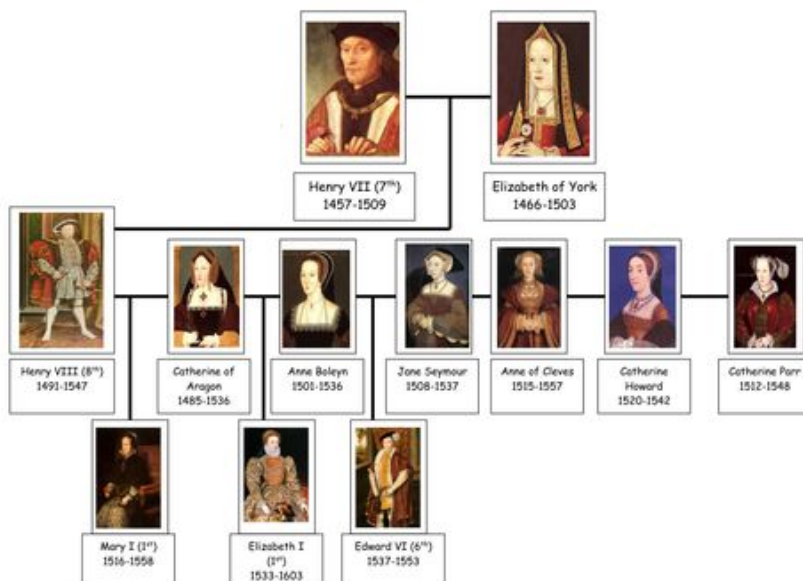 Henry VII (7th)
1457-1509
Elizabeth of York
1466-1503
Henry VIII (8th)
1491-1547
Catherine of
Aragon
1485-1536
Anne Boleyn
1501-1536
Jane Seymour
1508-1537
Anne of Cleves
1515-1557
Catherine
Howard
1520-1542
Catherine Parr
1512-1548
Mary I (1st)
1516-1558
Elizabeth I
(1st)
1533-1603
Edward VI (6th)
1537-1553